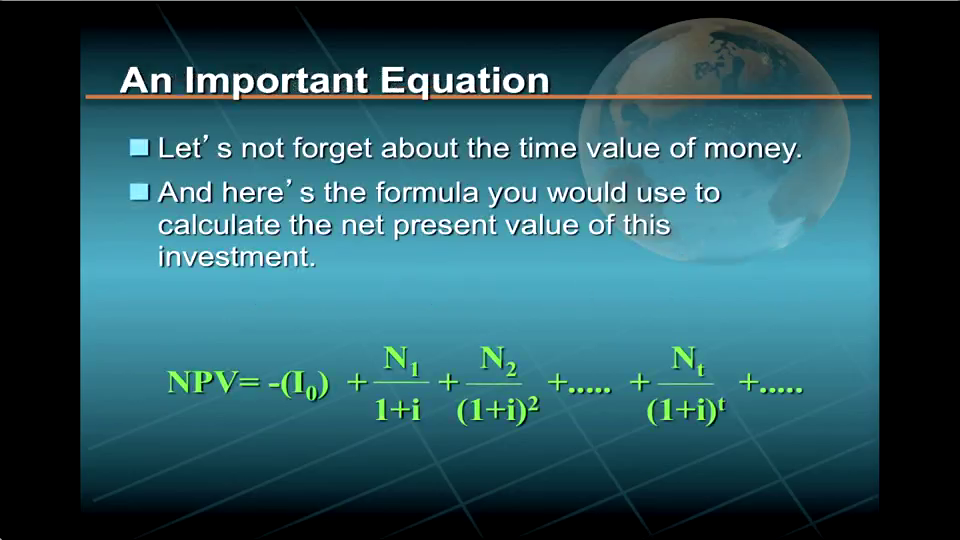 An Important Equation
Let’s not forget about the time value of money.
And here’s the formula you would use to
calculate the net present value of this
investment.
NPV= -(I₀) + N₁/1+i + N₂/(1+i)² +..... + Nₜ/(1+i)ᵗ +.....